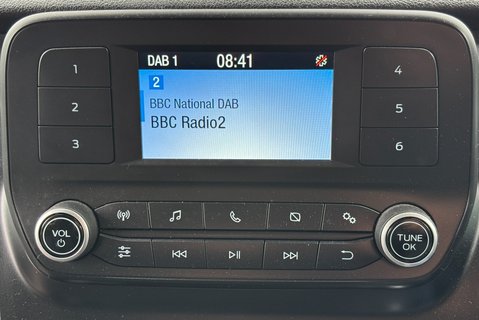 DAB 1 08:41
2
BBC National DAB
BBC Radio2
1
2
3
4
5
6
VOL
TUNE
OK